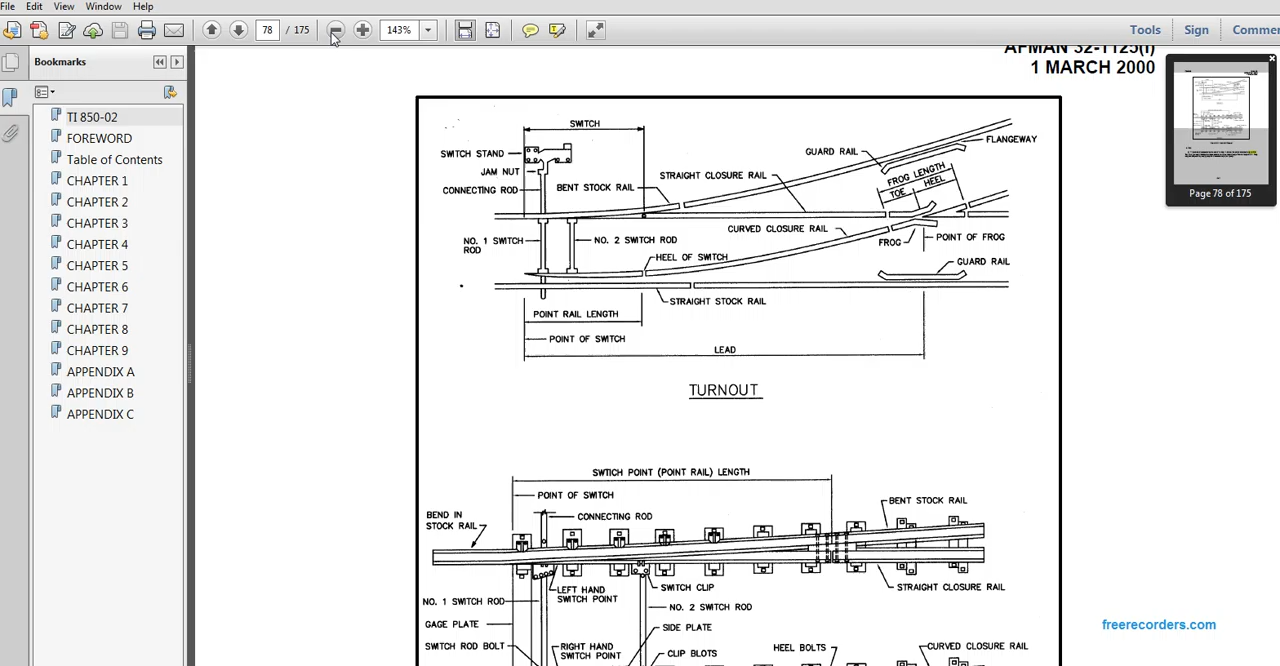 File Edit View Window Help
78 / 175 143% Tools Sign Comme
Bookmarks
TI 850-02
FOREWORD
Table of Contents
CHAPTER 1
CHAPTER 2
CHAPTER 3
CHAPTER 4
CHAPTER 5
CHAPTER 6
CHAPTER 7
CHAPTER 8
CHAPTER 9
APPENDIX A
APPENDIX B
APPENDIX C
AFMAN 32-1125(I)
1 MARCH 2000
SWITCH
SWITCH STAND
JAM NUT
CONNECTING ROD
BENT STOCK RAIL
STRAIGHT CLOSURE RAIL
GUARD RAIL
FLANGEWAY
FROG LENGTH
TOE HEEL
NO. 1 SWITCH
ROD
NO. 2 SWITCH ROD
CURVED CLOSURE RAIL
FROG
POINT OF FROG
HEEL OF SWITCH
GUARD RAIL
STRAIGHT STOCK RAIL
POINT RAIL LENGTH
POINT OF SWITCH
LEAD
TURNOUT
SWTICH POINT (POINT RAIL) LENGTH
POINT OF SWITCH
BENT STOCK RAIL
BEND IN
STOCK RAIL
CONNECTING ROD
LEFT HAND
SWITCH POINT
SWITCH CLIP
STRAIGHT CLOSURE RAIL
NO. 1 SWITCH ROD
NO. 2 SWITCH ROD
GAGE PLATE
SIDE PLATE
SWITCH ROD BOLT
RIGHT HAND
SWITCH POINT
CLIP BLOTS
HEEL BOLTS
CURVED CLOSURE RAIL
Page 78 of 175
freerecorders.com